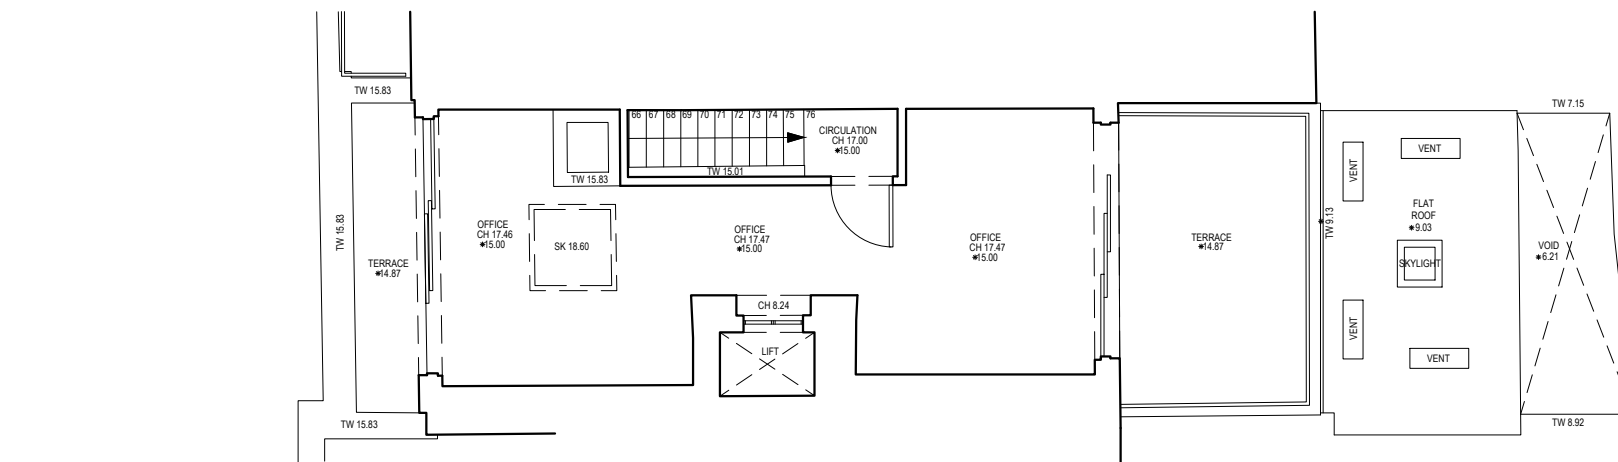 TW 15.83
66 67 68 69 70 71 72 73 74 75 76
CIRCULATION
CH 17.00
✱15.00
TW 15.01
TW 15.83
TW 15.83
OFFICE
CH 17.46
✱15.00
SK 18.60
OFFICE
CH 17.47
✱15.00
OFFICE
CH 17.47
✱15.00
TERRACE
✱14.87
TERRACE
✱14.87
CH 8.24
LIFT
TW 15.83
✱
TW 9.13
VENT
VENT
FLAT
ROOF
✱9.03
SKYLIGHT
VENT
VENT
TW 7.15
VOID
✱6.21
TW 8.92